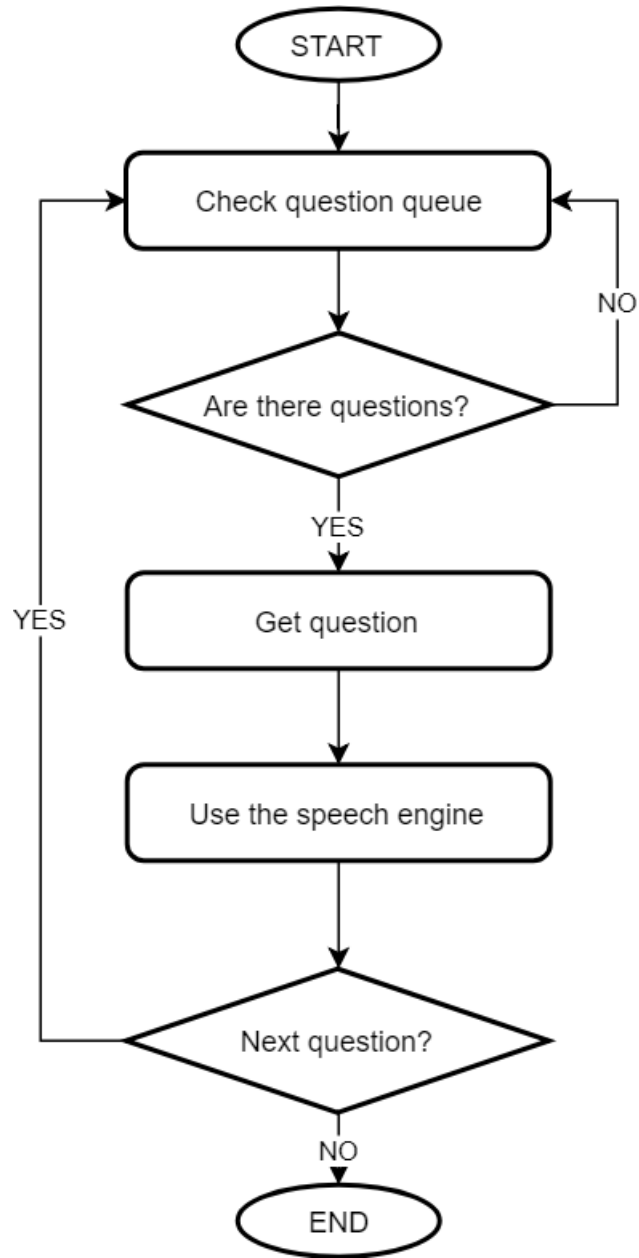 START
Check question queue
NO
Are there questions?
YES
Get question
YES
Use the speech engine
Next question?
NO
END